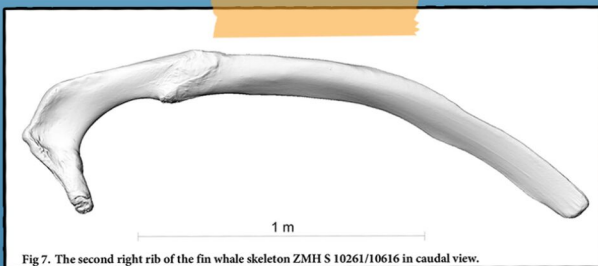 1 m
Fig 7. The second right rib of the fin whale skeleton ZMH S 10261/10616 in caudal view.